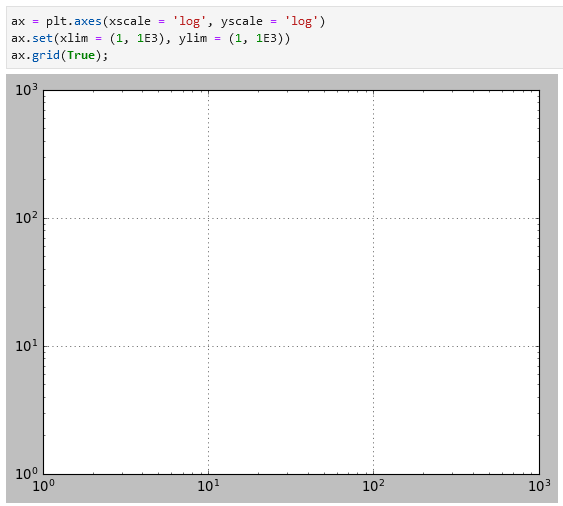 ax = plt.axes(xscale = 'log', yscale = 'log')
ax.set(xlim = (1, 1E3), ylim = (1, 1E3))
ax.grid(True);
10³
10²
10¹
10⁰
10⁰ 10¹ 10² 10³